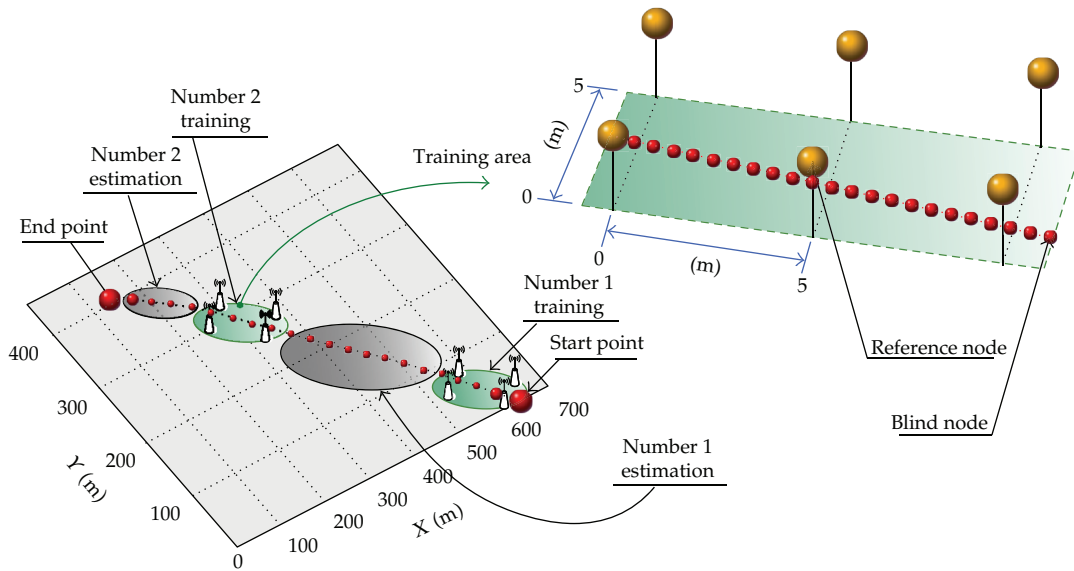 Number 2
training
Number 2
estimation
End point
Training area
5
(m)
0
0
(m)
5
Number 1
training
Start point
Reference node
Blind node
Number 1
estimation
400
300
200
100
0
Y (m)
100
200
300
400
500
600
700
X (m)